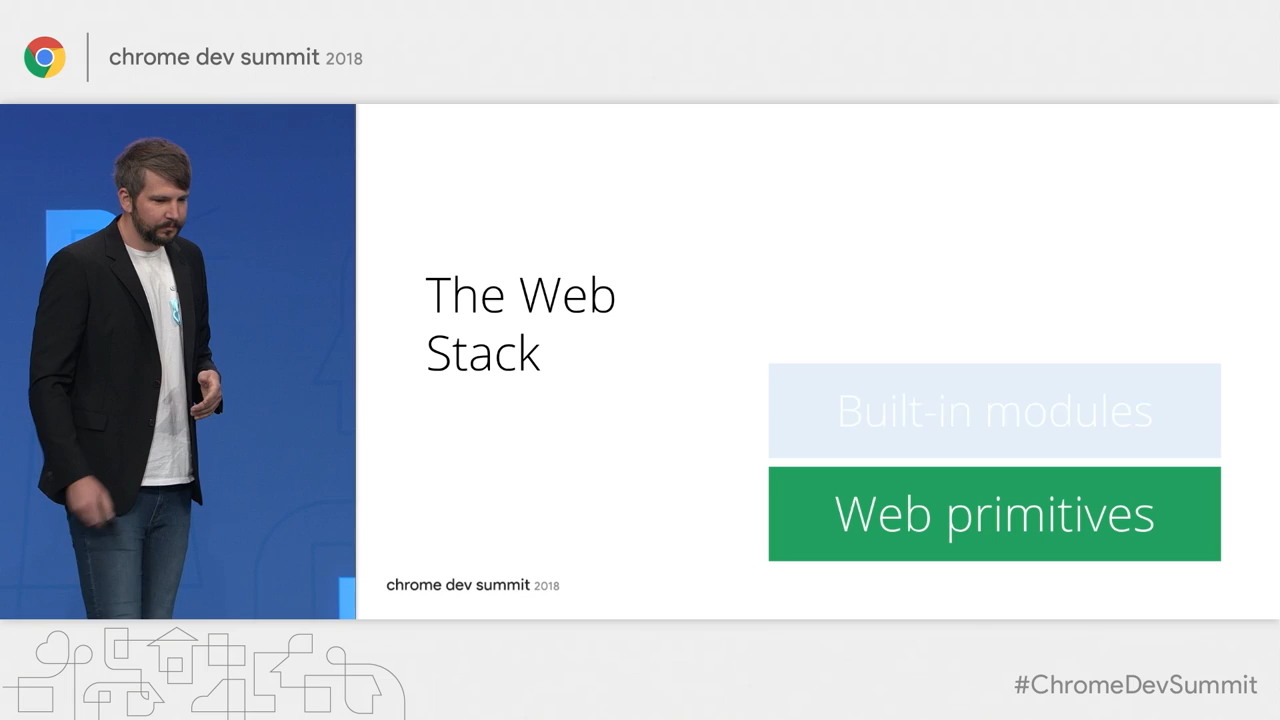 chrome dev summit 2018
The Web
Stack
Built-in modules
Web primitives
chrome dev summit 2018
#ChromeDevSummit